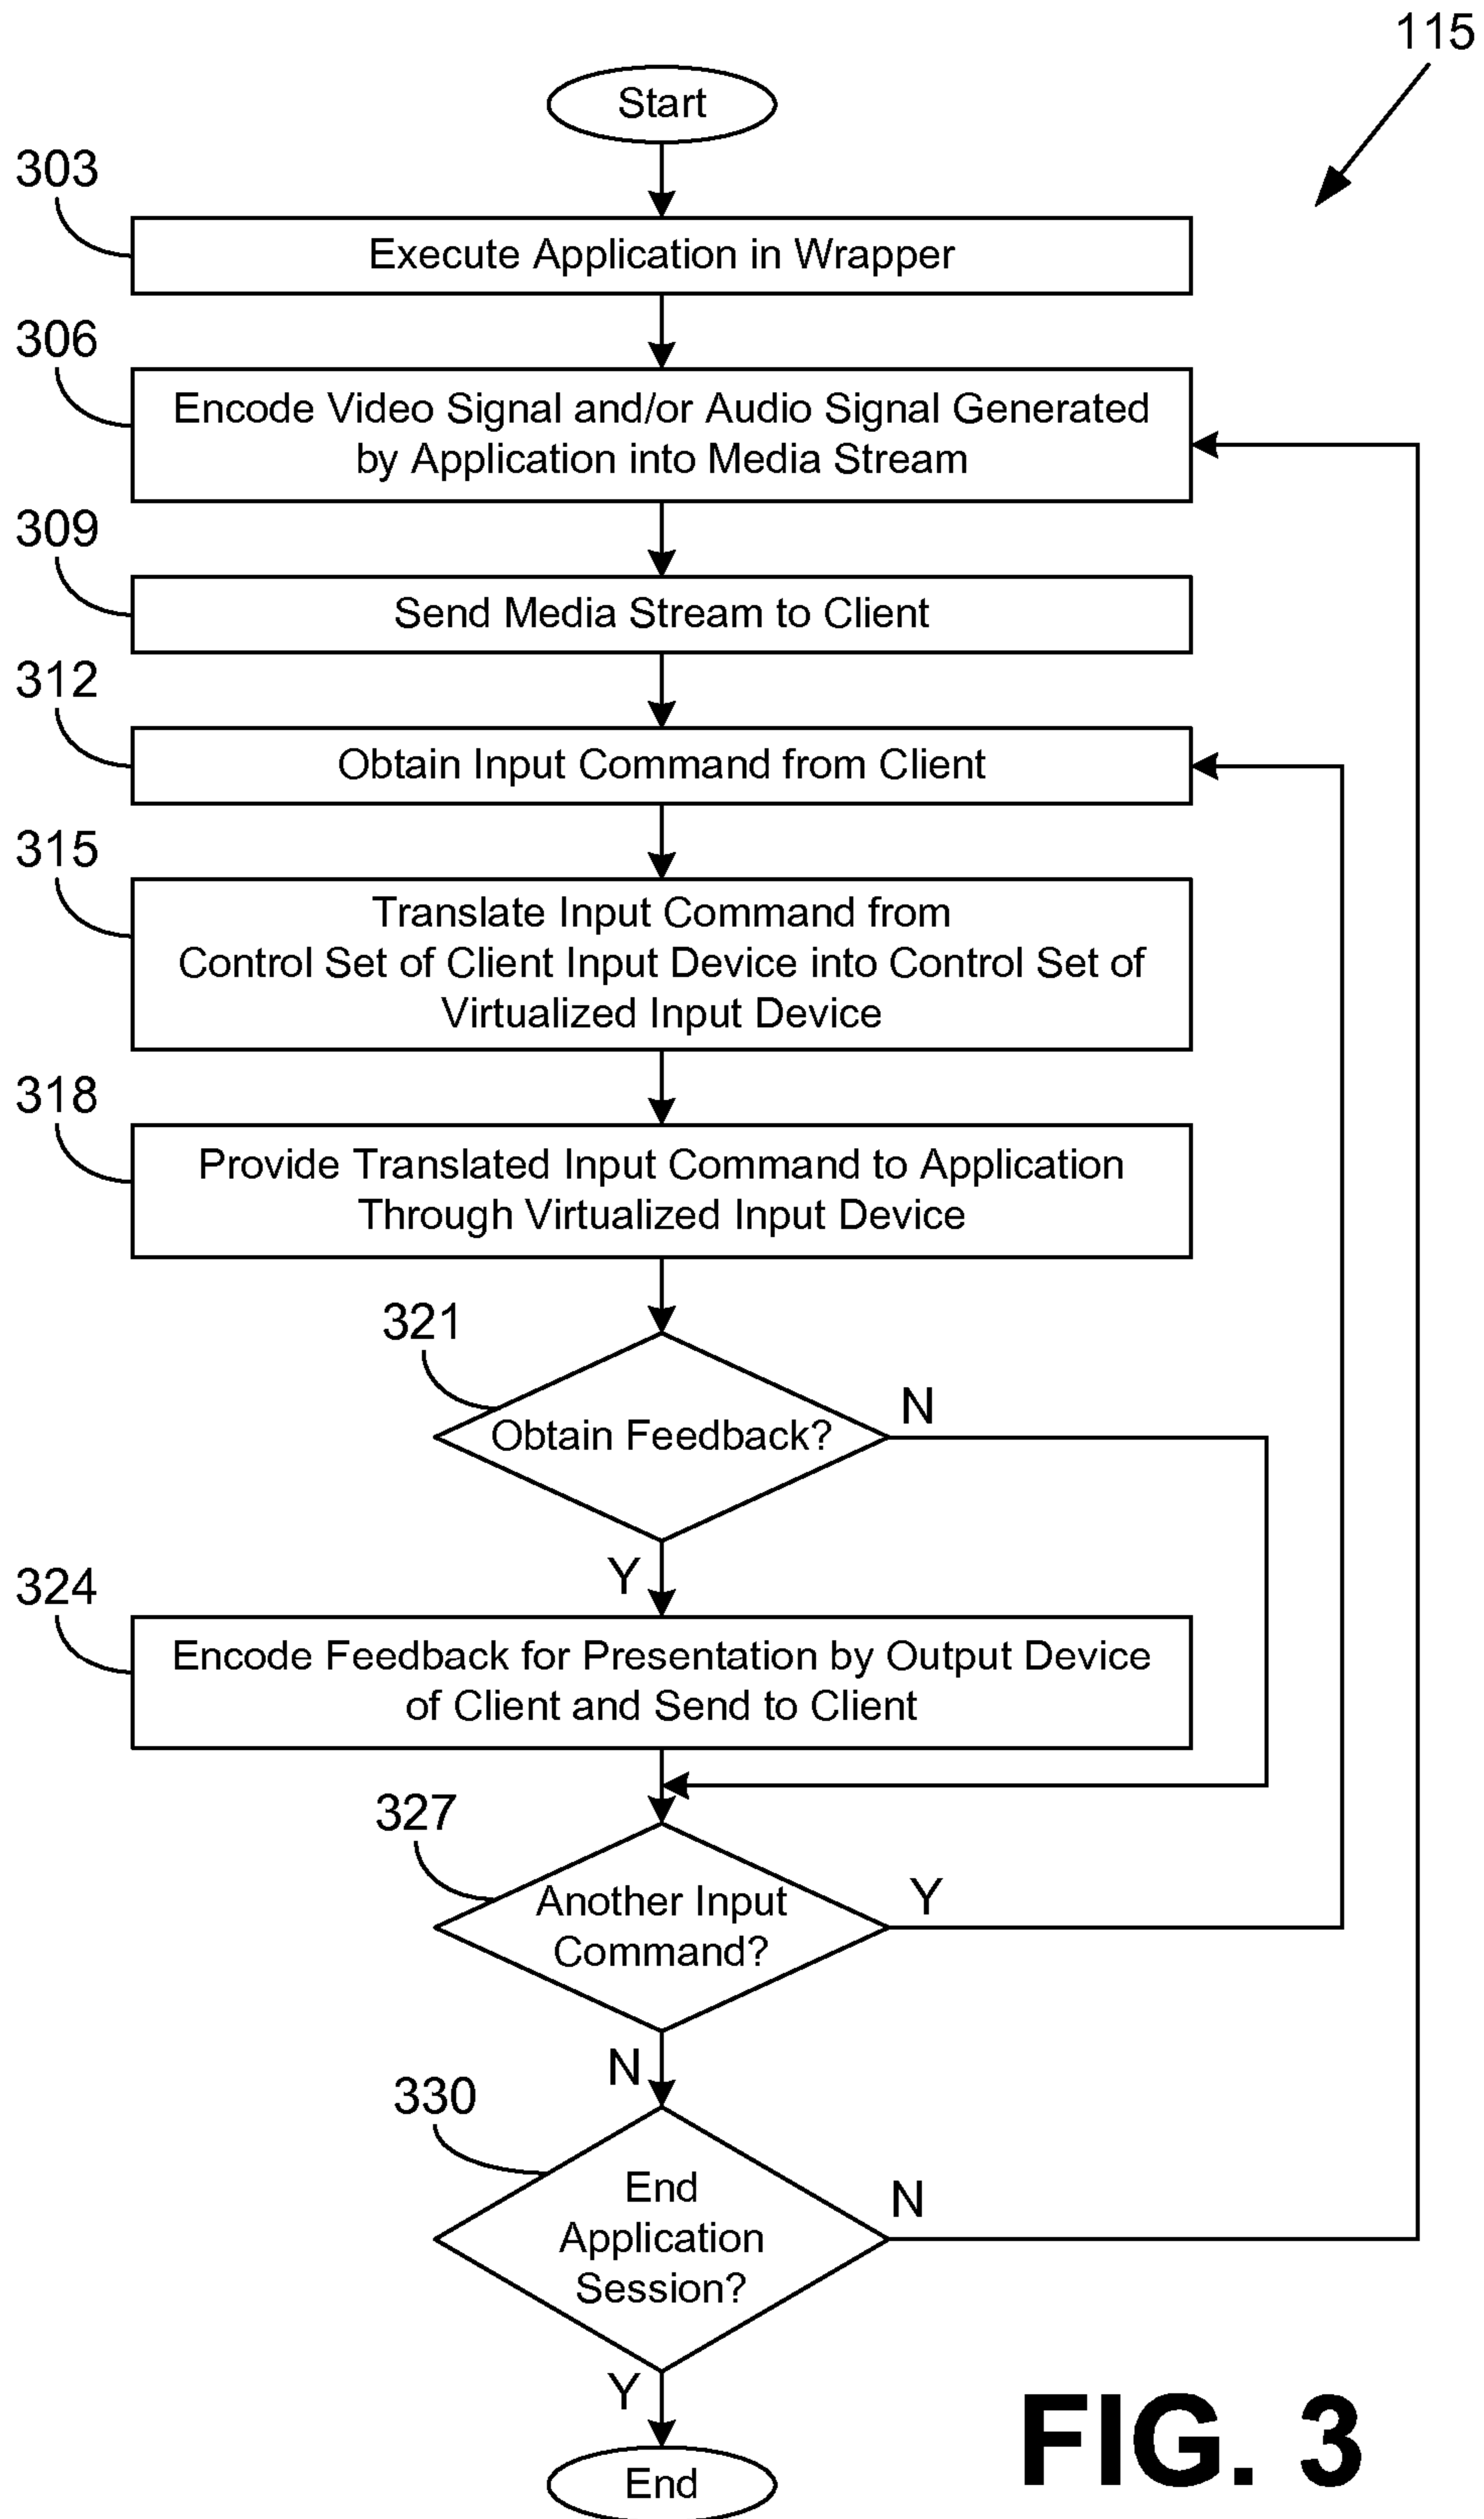 115
Start
303
Execute Application in Wrapper
306
Encode Video Signal and/or Audio Signal Generated
by Application into Media Stream
309
Send Media Stream to Client
312
Obtain Input Command from Client
315
Translate Input Command from
Control Set of Client Input Device into Control Set of
Virtualized Input Device
318
Provide Translated Input Command to Application
Through Virtualized Input Device
321
Obtain Feedback?
N
Y
324
Encode Feedback for Presentation by Output Device
of Client and Send to Client
327
Another Input
Command?
Y
N
330
End
Application
Session?
N
Y
End
FIG. 3